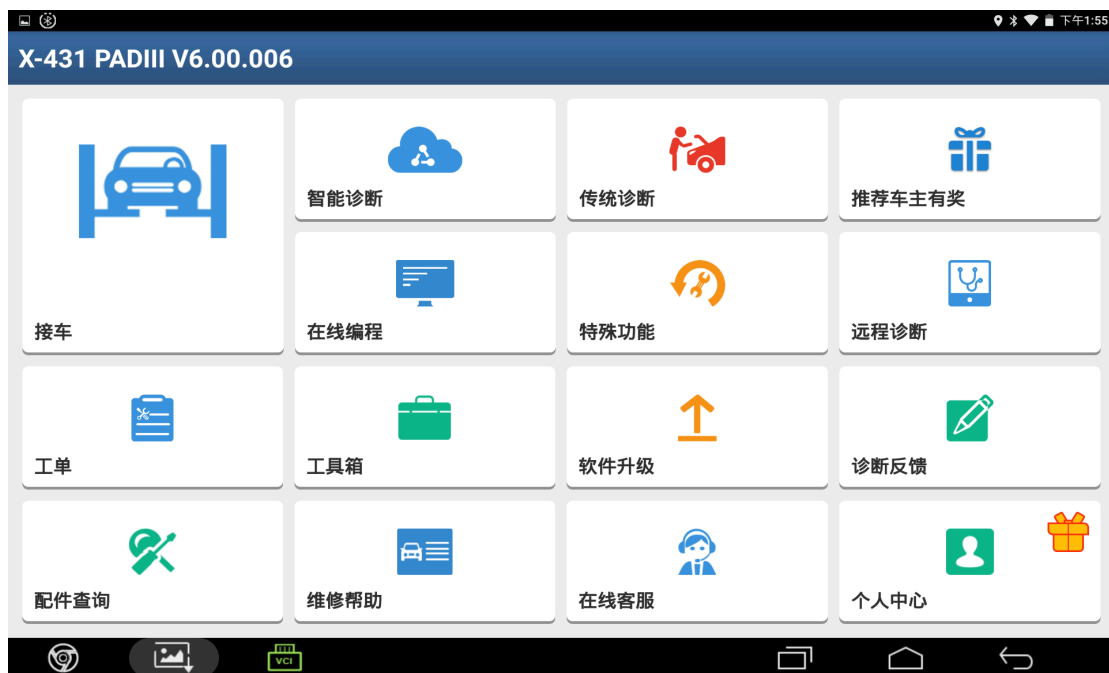 下午1:55
X-431 PADIII V6.00.006
智能诊断
传统诊断
推荐车主有奖
接车
在线编程
特殊功能
远程诊断
工单
工具箱
软件升级
诊断反馈
配件查询
维修帮助
在线客服
个人中心
VCI